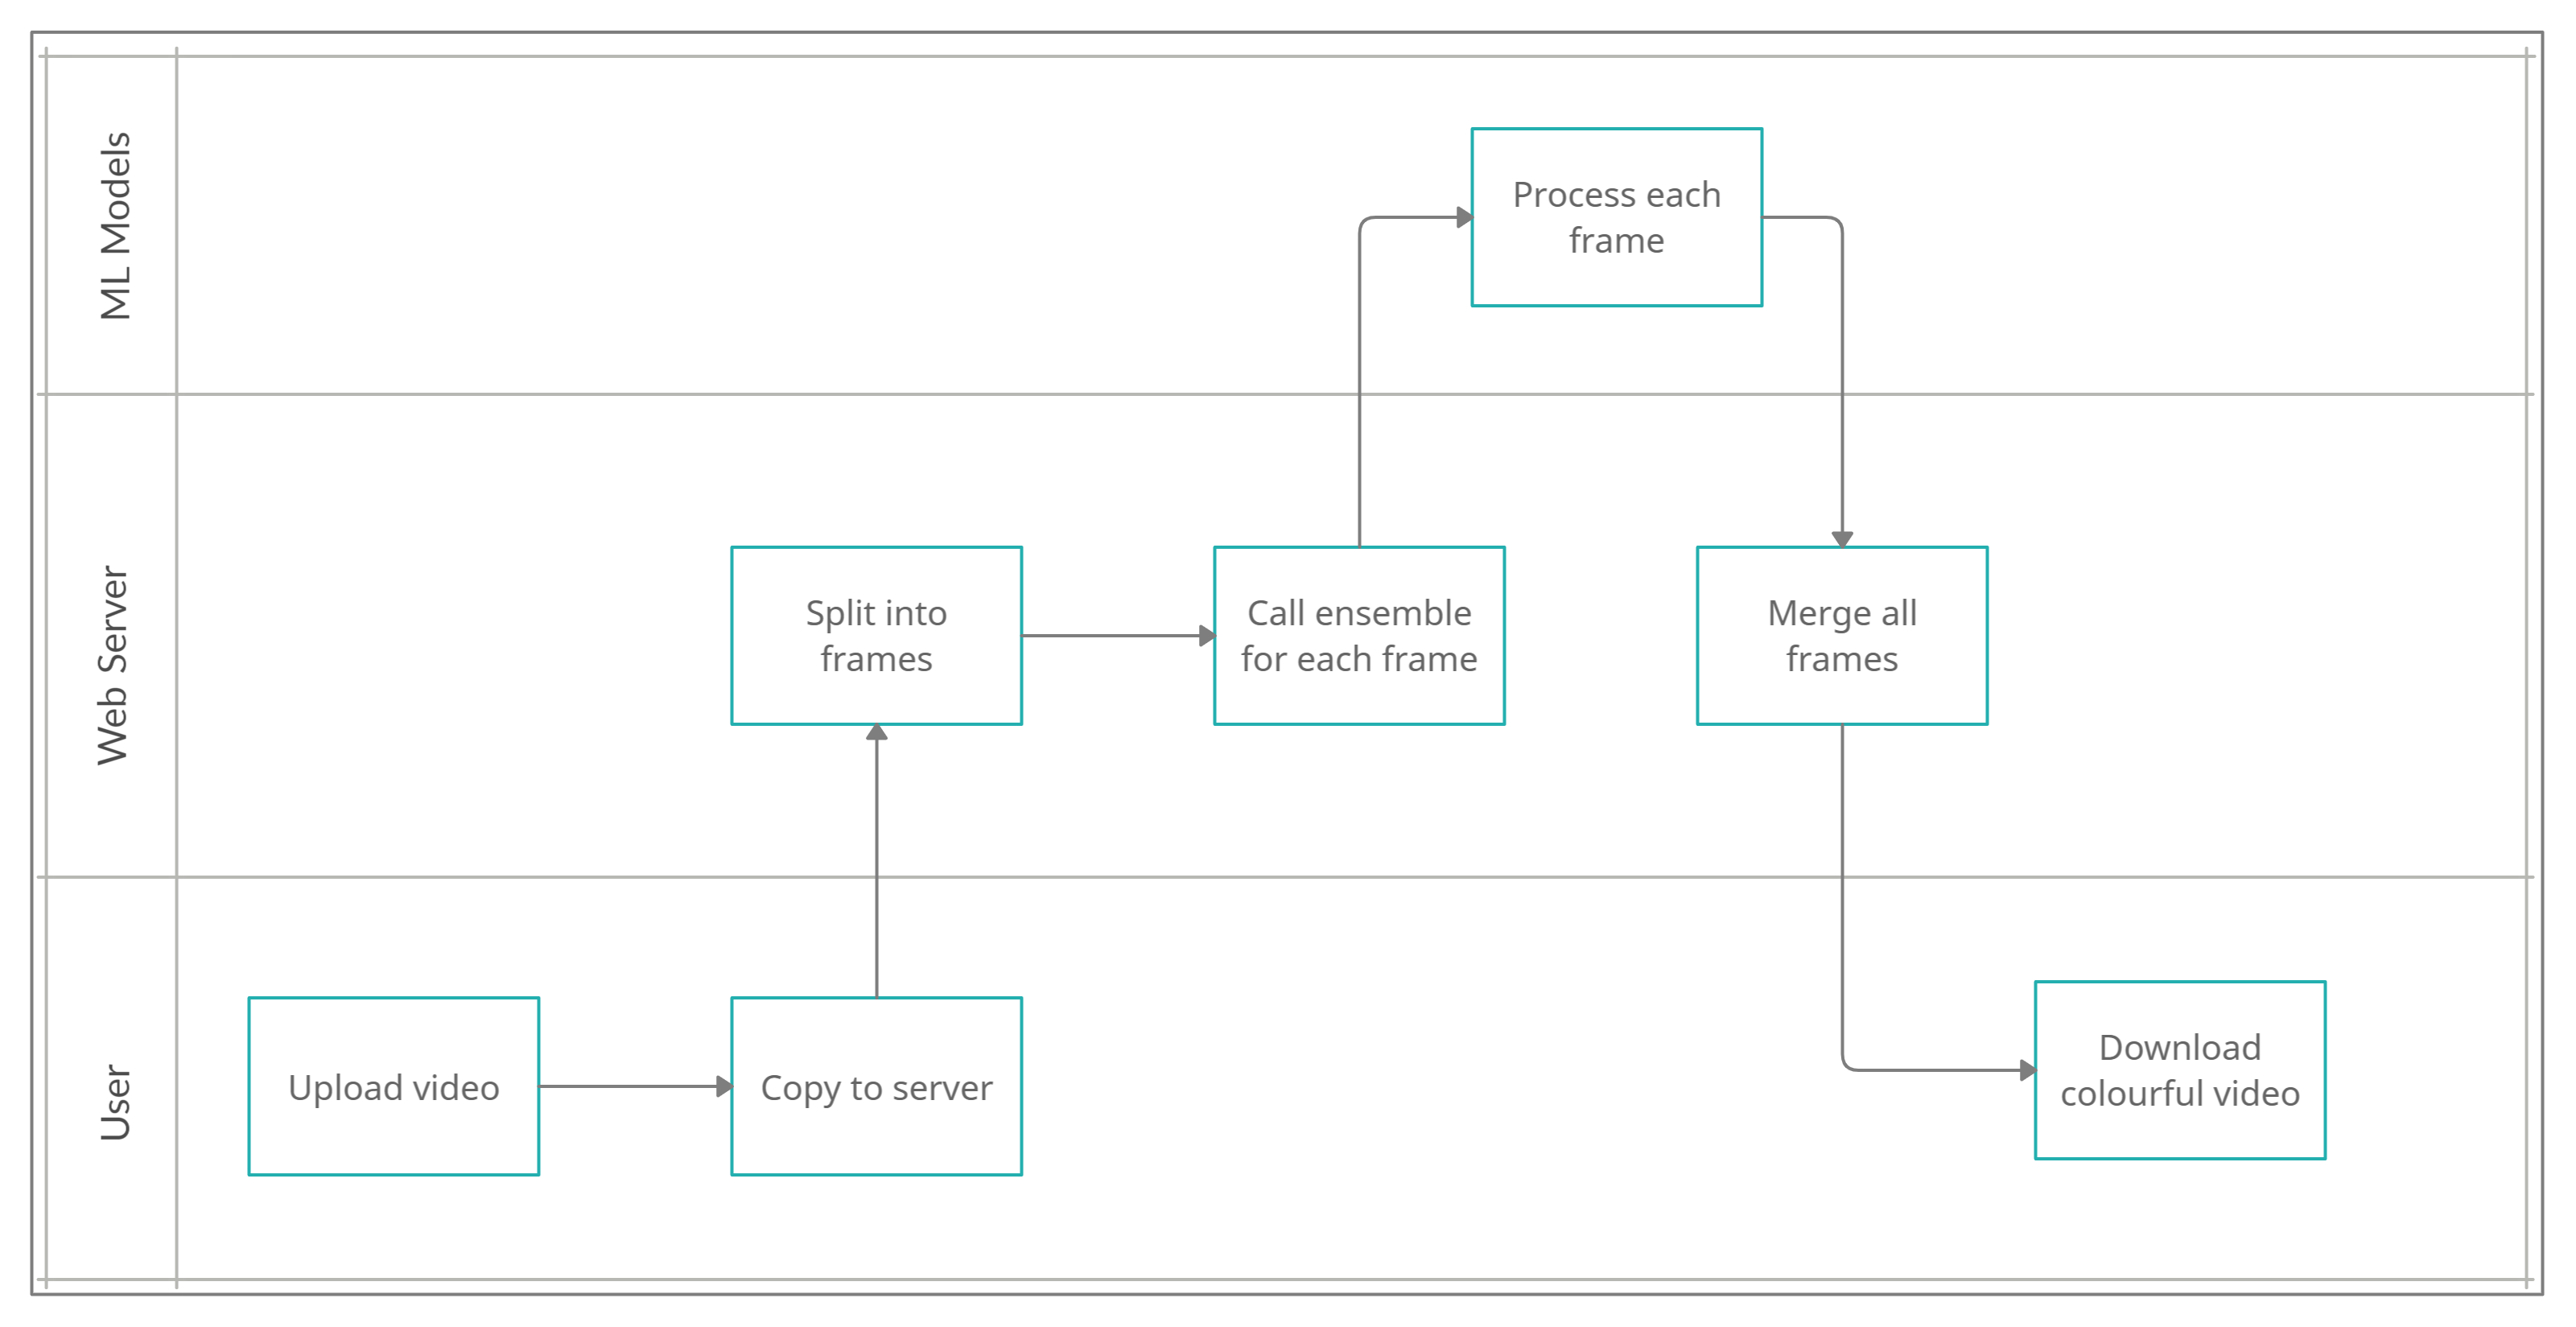 ML Models
Process each
frame
Web Server
Split into
frames
Call ensemble
for each frame
Merge all
frames
User
Upload video
Copy to server
Download
colourful video